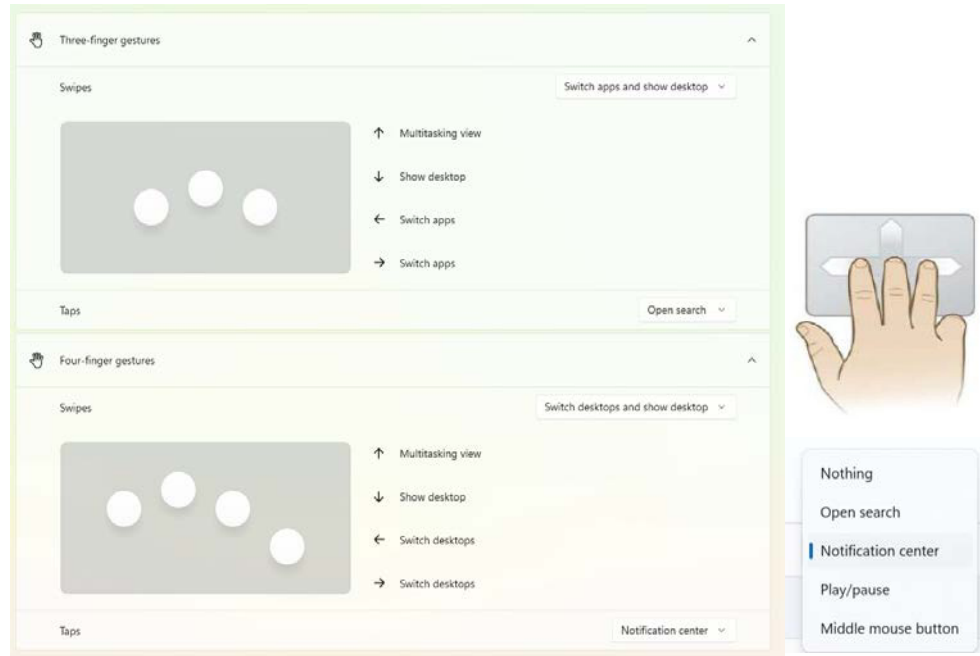 Three-finger gestures
Swipes
Switch apps and show desktop
Multitasking view
Show desktop
Switch apps
Switch apps
Taps
Open search
Four-finger gestures
Swipes
Switch desktops and show desktop
Multitasking view
Show desktop
Switch desktops
Switch desktops
Taps
Notification center
Nothing
Open search
Notification center
Play/pause
Middle mouse button